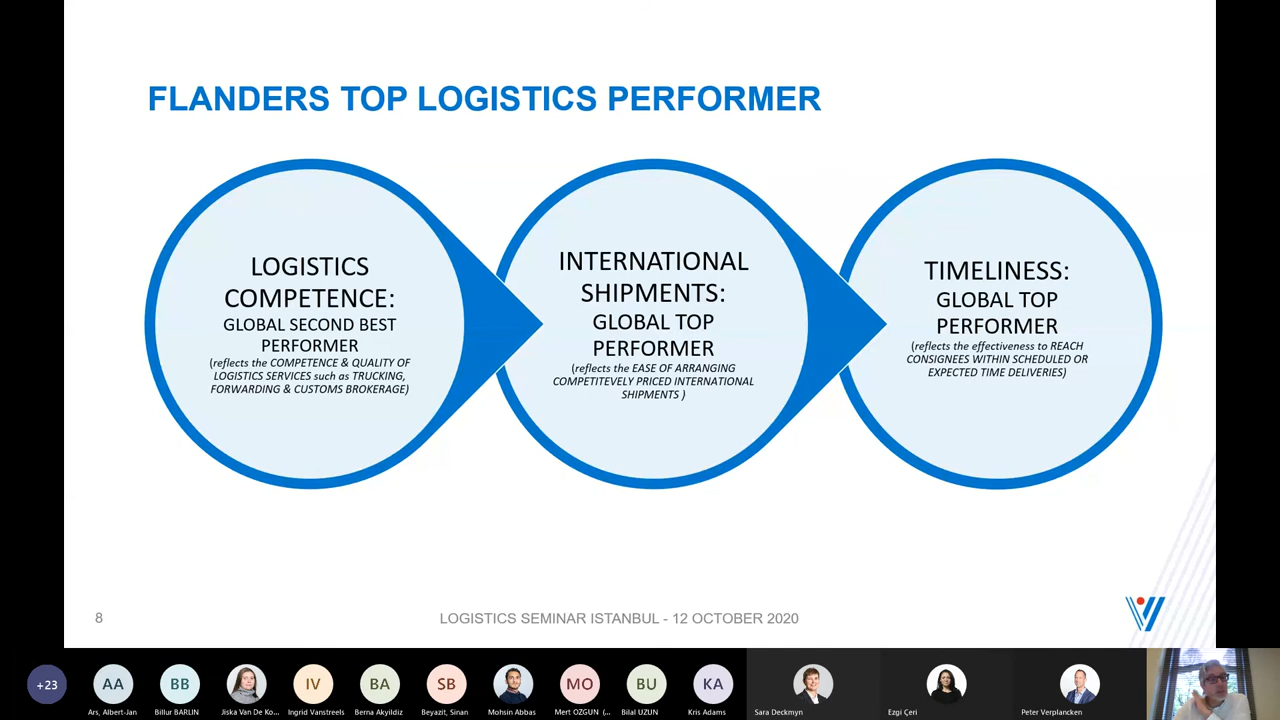 FLANDERS TOP LOGISTICS PERFORMER
LOGISTICS
COMPETENCE:
GLOBAL SECOND BEST
PERFORMER
(reflects the COMPETENCE & QUALITY OF
LOGISTICS SERVICES such as TRUCKING,
FORWARDING & CUSTOMS BROKERAGE)
INTERNATIONAL
SHIPMENTS:
GLOBAL TOP
PERFORMER
(reflects the EASE OF ARRANGING
COMPETITEVELY PRICED INTERNATIONAL
SHIPMENTS )
TIMELINESS:
GLOBAL TOP
PERFORMER
(reflects the effectiveness to REACH
CONSIGNEES WITHIN SCHEDULED OR
EXPECTED TIME DELIVERIES)
8
LOGISTICS SEMINAR ISTANBUL - 12 OCTOBER 2020
+23
AA
BB
IV
BA
SB
MO
BU
KA
Ars, Albert-Jan
Billur BARLIN
Jiska Van De Ko...
Ingrid Vanstreels
Berna Akyildiz
Beyazit, Sinan
Mohsin Abbas
Mert OZGUN (...
Bilal UZUN
Kris Adams
Sara Deckmyn
Ezgi Çeri
Peter Verplancken